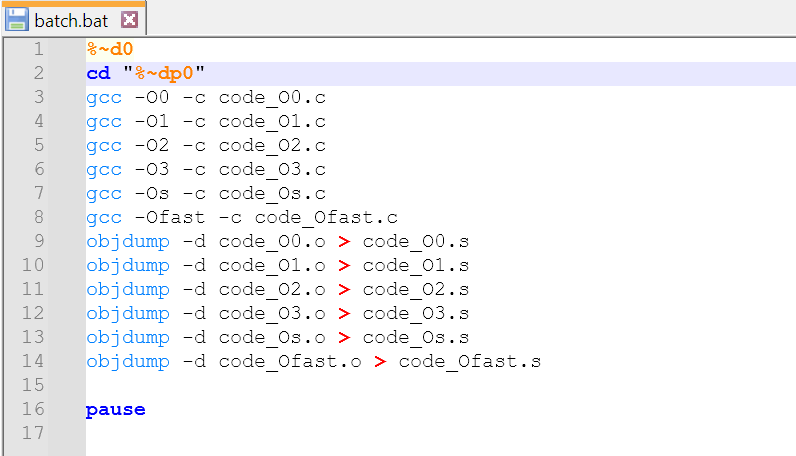 batch.bat
1 %~d0
2 cd "%~dp0"
3 gcc -O0 -c code_O0.c
4 gcc -O1 -c code_O1.c
5 gcc -O2 -c code_O2.c
6 gcc -O3 -c code_O3.c
7 gcc -Os -c code_Os.c
8 gcc -Ofast -c code_Ofast.c
9 objdump -d code_O0.o > code_O0.s
10 objdump -d code_O1.o > code_O1.s
11 objdump -d code_O2.o > code_O2.s
12 objdump -d code_O3.o > code_O3.s
13 objdump -d code_Os.o > code_Os.s
14 objdump -d code_Ofast.o > code_Ofast.s
15
16 pause
17